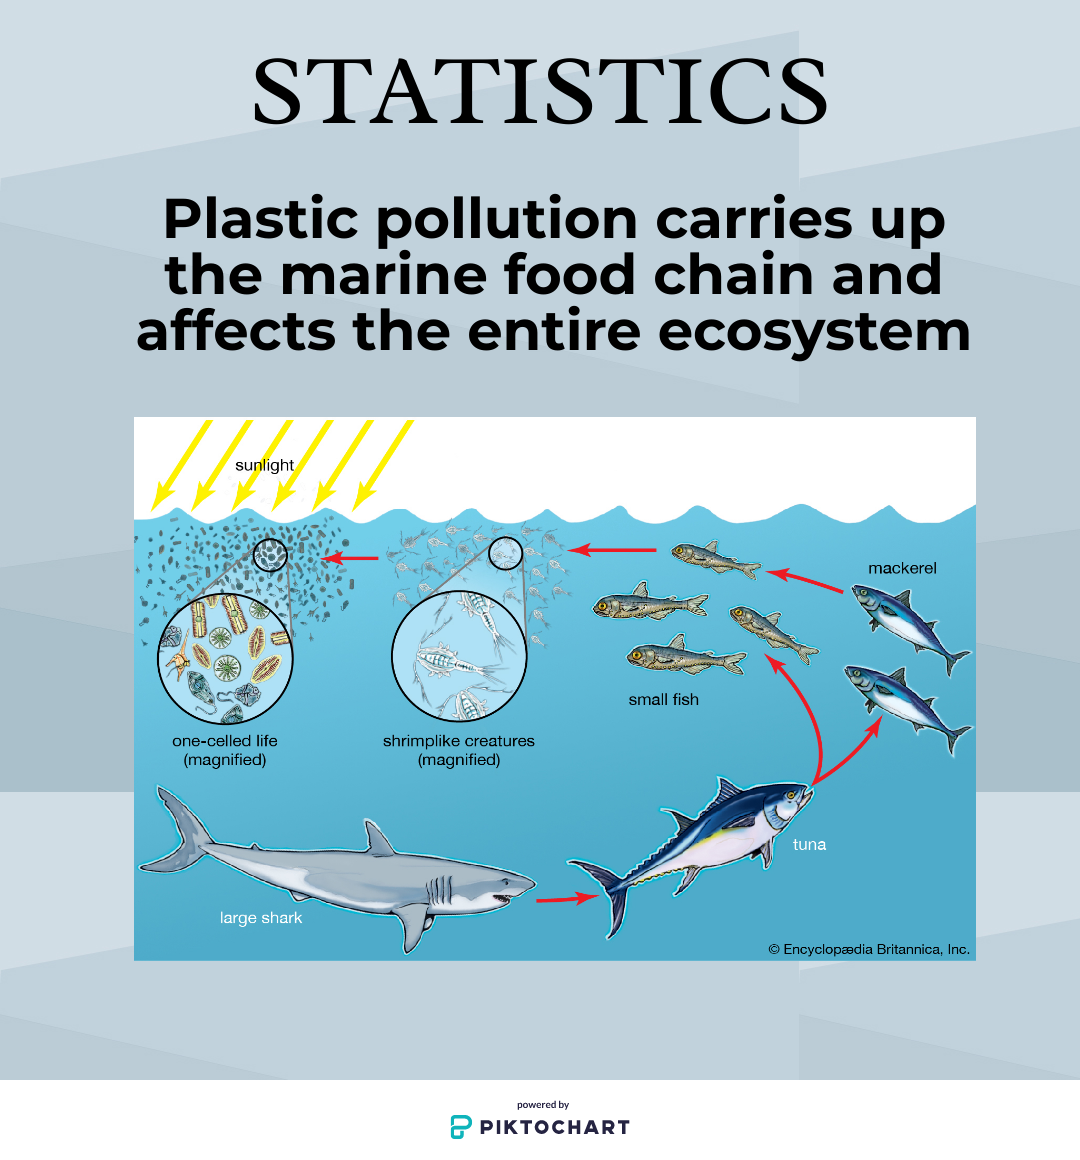 STATISTICS
Plastic pollution carries up
the marine food chain and
affects the entire ecosystem
sunlight
mackerel
small fish
one-celled life
(magnified)
shrimplike creatures
(magnified)
tuna
large shark
© Encyclopædia Britannica, Inc.
powered by
PIKTOCHART